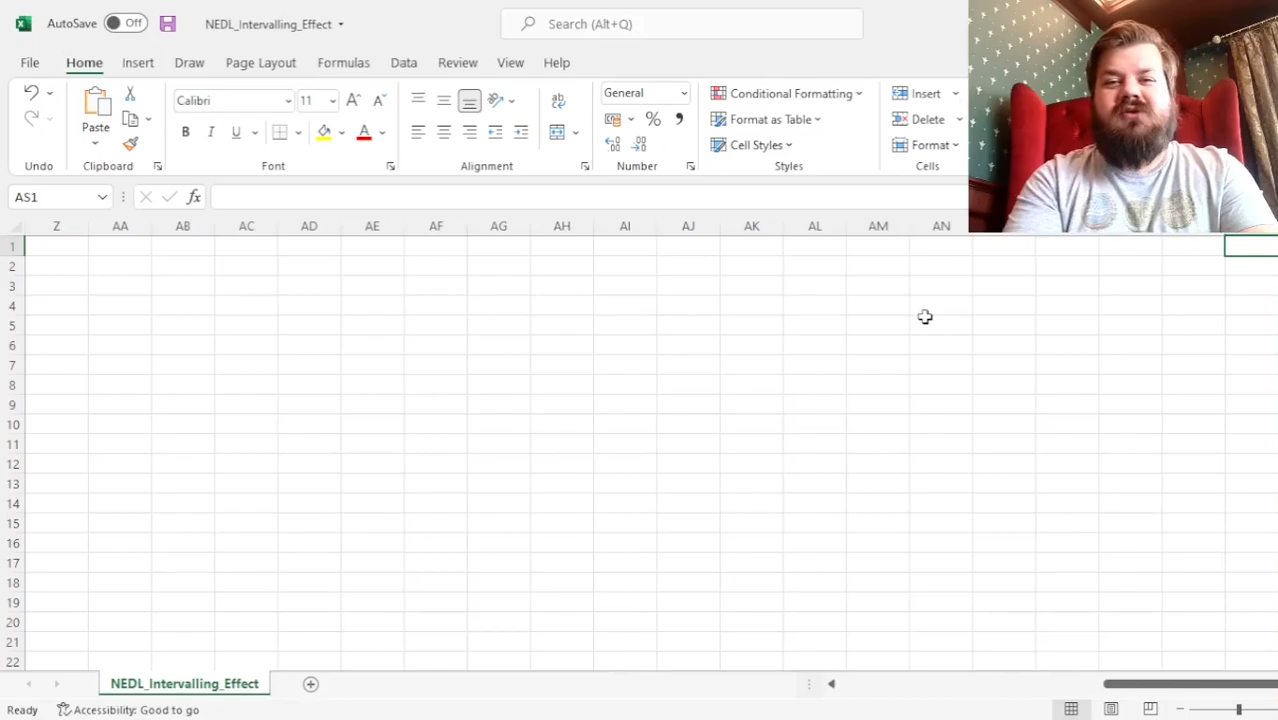 AutoSave Off NEDL_Intervalling_Effect Search (Alt+Q)
File Home Insert Draw Page Layout Formulas Data Review View Help
Calibri 11 General Conditional Formatting Insert
Paste B I U Format as Table Delete
Cell Styles Format
Undo Clipboard Font Alignment Number Styles Cells
AS1 fx
Z AA AB AC AD AE AF AG AH AI AJ AK AL AM AN
1
2
3
4
5
6
7
8
9
10
11
12
13
14
15
16
17
18
19
20
21
22
NEDL_Intervalling_Effect
Ready Accessibility: Good to go